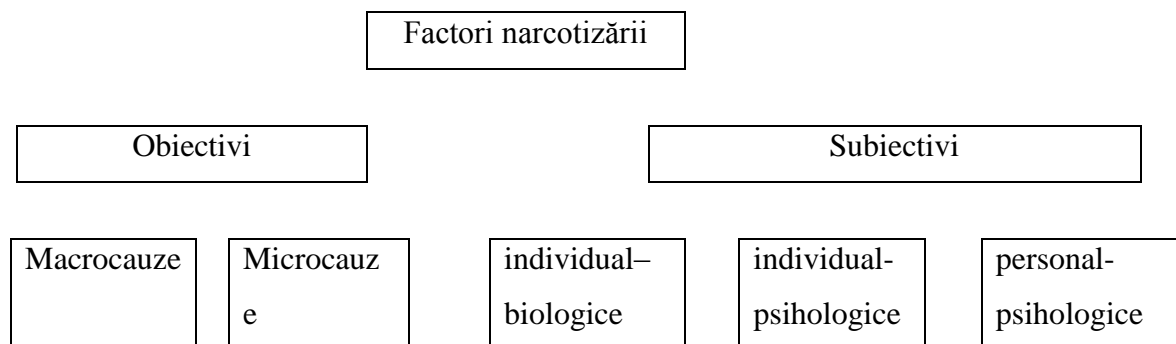 Factori narcotizării
Obiectivi
Subiectivi
Macrocauze
Microcauz
e
individual–
biologice
individual-
psihologice
personal-
psihologice